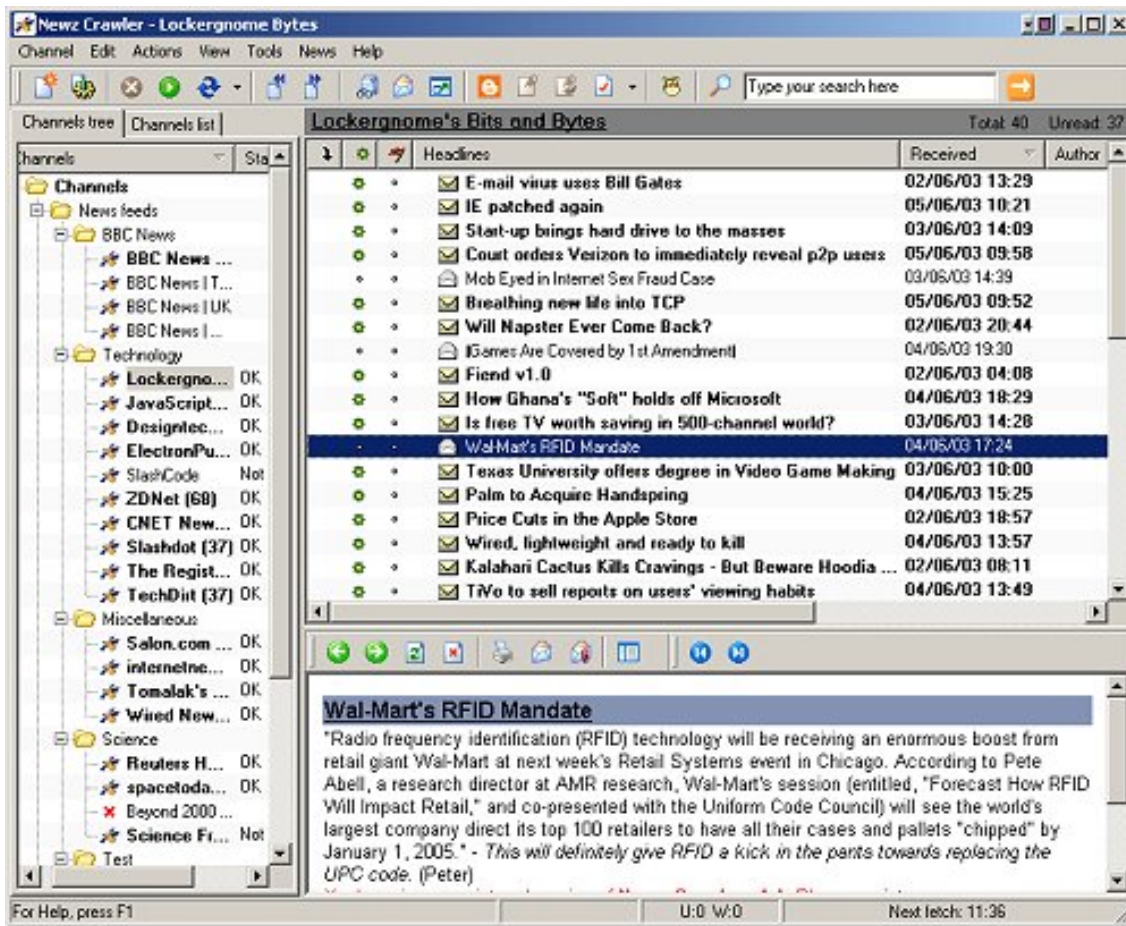 Newz Crawler - Lockergnome Bytes
Channel Edit Actions View Tools News Help
Type your search here
Channels tree Channels list
Channels Sta
Channels
News feeds
BBC News
BBC News ...
BBC News | T...
BBC News | UK
BBC News | ...
Technology
Lockergno... OK
JavaScript... OK
Designtec... OK
ElectronPu... OK
SlashCode Not
ZDNet (68) OK
CNET New... OK
Slashdot (37) OK
The Regist... OK
TechDirt (37) OK
Miscellaneous
Salon.com ... OK
internetne... OK
Tomalak's ... OK
Wired New... OK
Science
Reuters H... OK
spacetoda... OK
Beyond 2000 ...
Science Fr... Not
Test
Lockergnome's Bits and Bytes Total: 40 Unread: 37
Headlines Received Author
E-mail virus uses Bill Gates 02/06/03 13:29
IE patched again 05/06/03 10:21
Start-up brings hard drive to the masses 03/06/03 14:09
Court orders Verizon to immediately reveal p2p users 05/06/03 09:58
Mob Eyed in Internet Sex Fraud Case 03/06/03 14:39
Breathing new life into TCP 05/06/03 09:52
Will Napster Ever Come Back? 02/06/03 20:44
|Games Are Covered by 1st Amendment| 04/06/03 19:30
Fiend v1.0 02/06/03 04:08
How Ghana's "Soft" holds off Microsoft 04/06/03 18:29
Is free TV worth saving in 500-channel world? 03/06/03 14:28
Wal-Mart's RFID Mandate 04/06/03 17:24
Texas University offers degree in Video Game Making 03/06/03 10:00
Palm to Acquire Handspring 04/06/03 15:25
Price Cuts in the Apple Store 02/06/03 18:57
Wired, lightweight and ready to kill 04/06/03 13:57
Kalahari Cactus Kills Cravings - But Beware Hoodia ... 02/06/03 08:11
TiVo to sell reports on users' viewing habits 04/06/03 13:49
Wal-Mart's RFID Mandate
"Radio frequency identification (RFID) technology will be receiving an enormous boost from
retail giant Wal-Mart at next week's Retail Systems event in Chicago. According to Pete
Abell, a research director at AMR research, Wal-Mart's session (entitled, "Forecast How RFID
Will Impact Retail," and co-presented with the Uniform Code Council) will see the world's
largest company direct its top 100 retailers to have all their cases and pallets "chipped" by
January 1, 2005." - This will definitely give RFID a kick in the pants towards replacing the
UPC code. (Peter)
For Help, press F1 U:0 W:0 Next fetch: 11:36